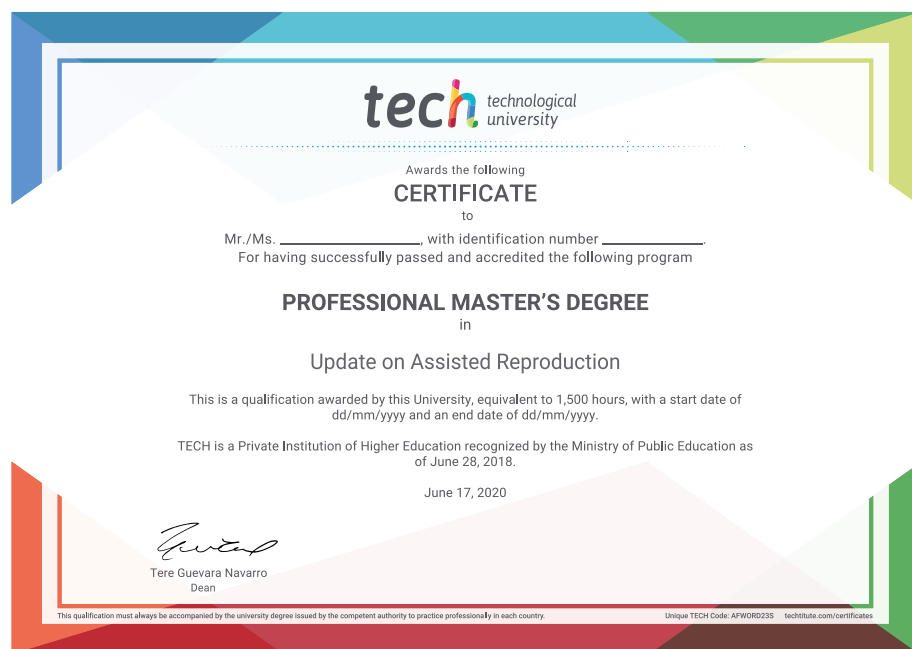 tech technological
university
Awards the following
CERTIFICATE
to
Mr./Ms. ____________________, with identification number ______________.
For having successfully passed and accredited the following program
PROFESSIONAL MASTER'S DEGREE
in
Update on Assisted Reproduction
This is a qualification awarded by this University, equivalent to 1,500 hours, with a start date of
dd/mm/yyyy and an end date of dd/mm/yyyy.
TECH is a Private Institution of Higher Education recognized by the Ministry of Public Education as
of June 28, 2018.
June 17, 2020
Tere Guevara Navarro
Dean
This qualification must always be accompanied by the university degree issued by the competent authority to practice professionally in each country. Unique TECH Code: AFWORD23S techtitute.com/certificates